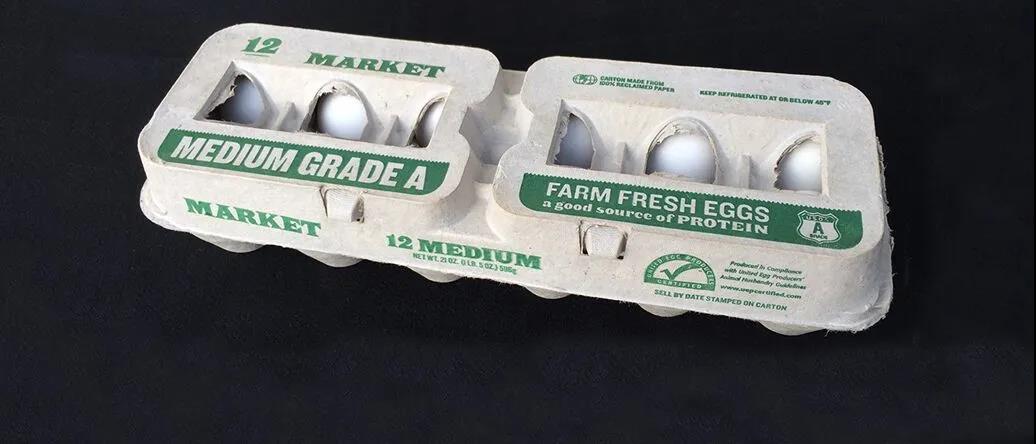 12
MARKET
MEDIUM GRADE A
MARKET
12 MEDIUM
NET WT. 21 OZ. (1 LB. 5 OZ.) 596g
CARTON MADE FROM
100% RECLAIMED PAPER
KEEP REFRIGERATED AT OR BELOW 45°F
FARM FRESH EGGS
a good source of PROTEIN
U.S.D.A.
A
GRADE
UNITED EGG PRODUCERS
CERTIFIED
Produced in Compliance
with United Egg Producers'
Animal Husbandry Guidelines
www.uepcertified.com
SELL BY DATE STAMPED ON CARTON